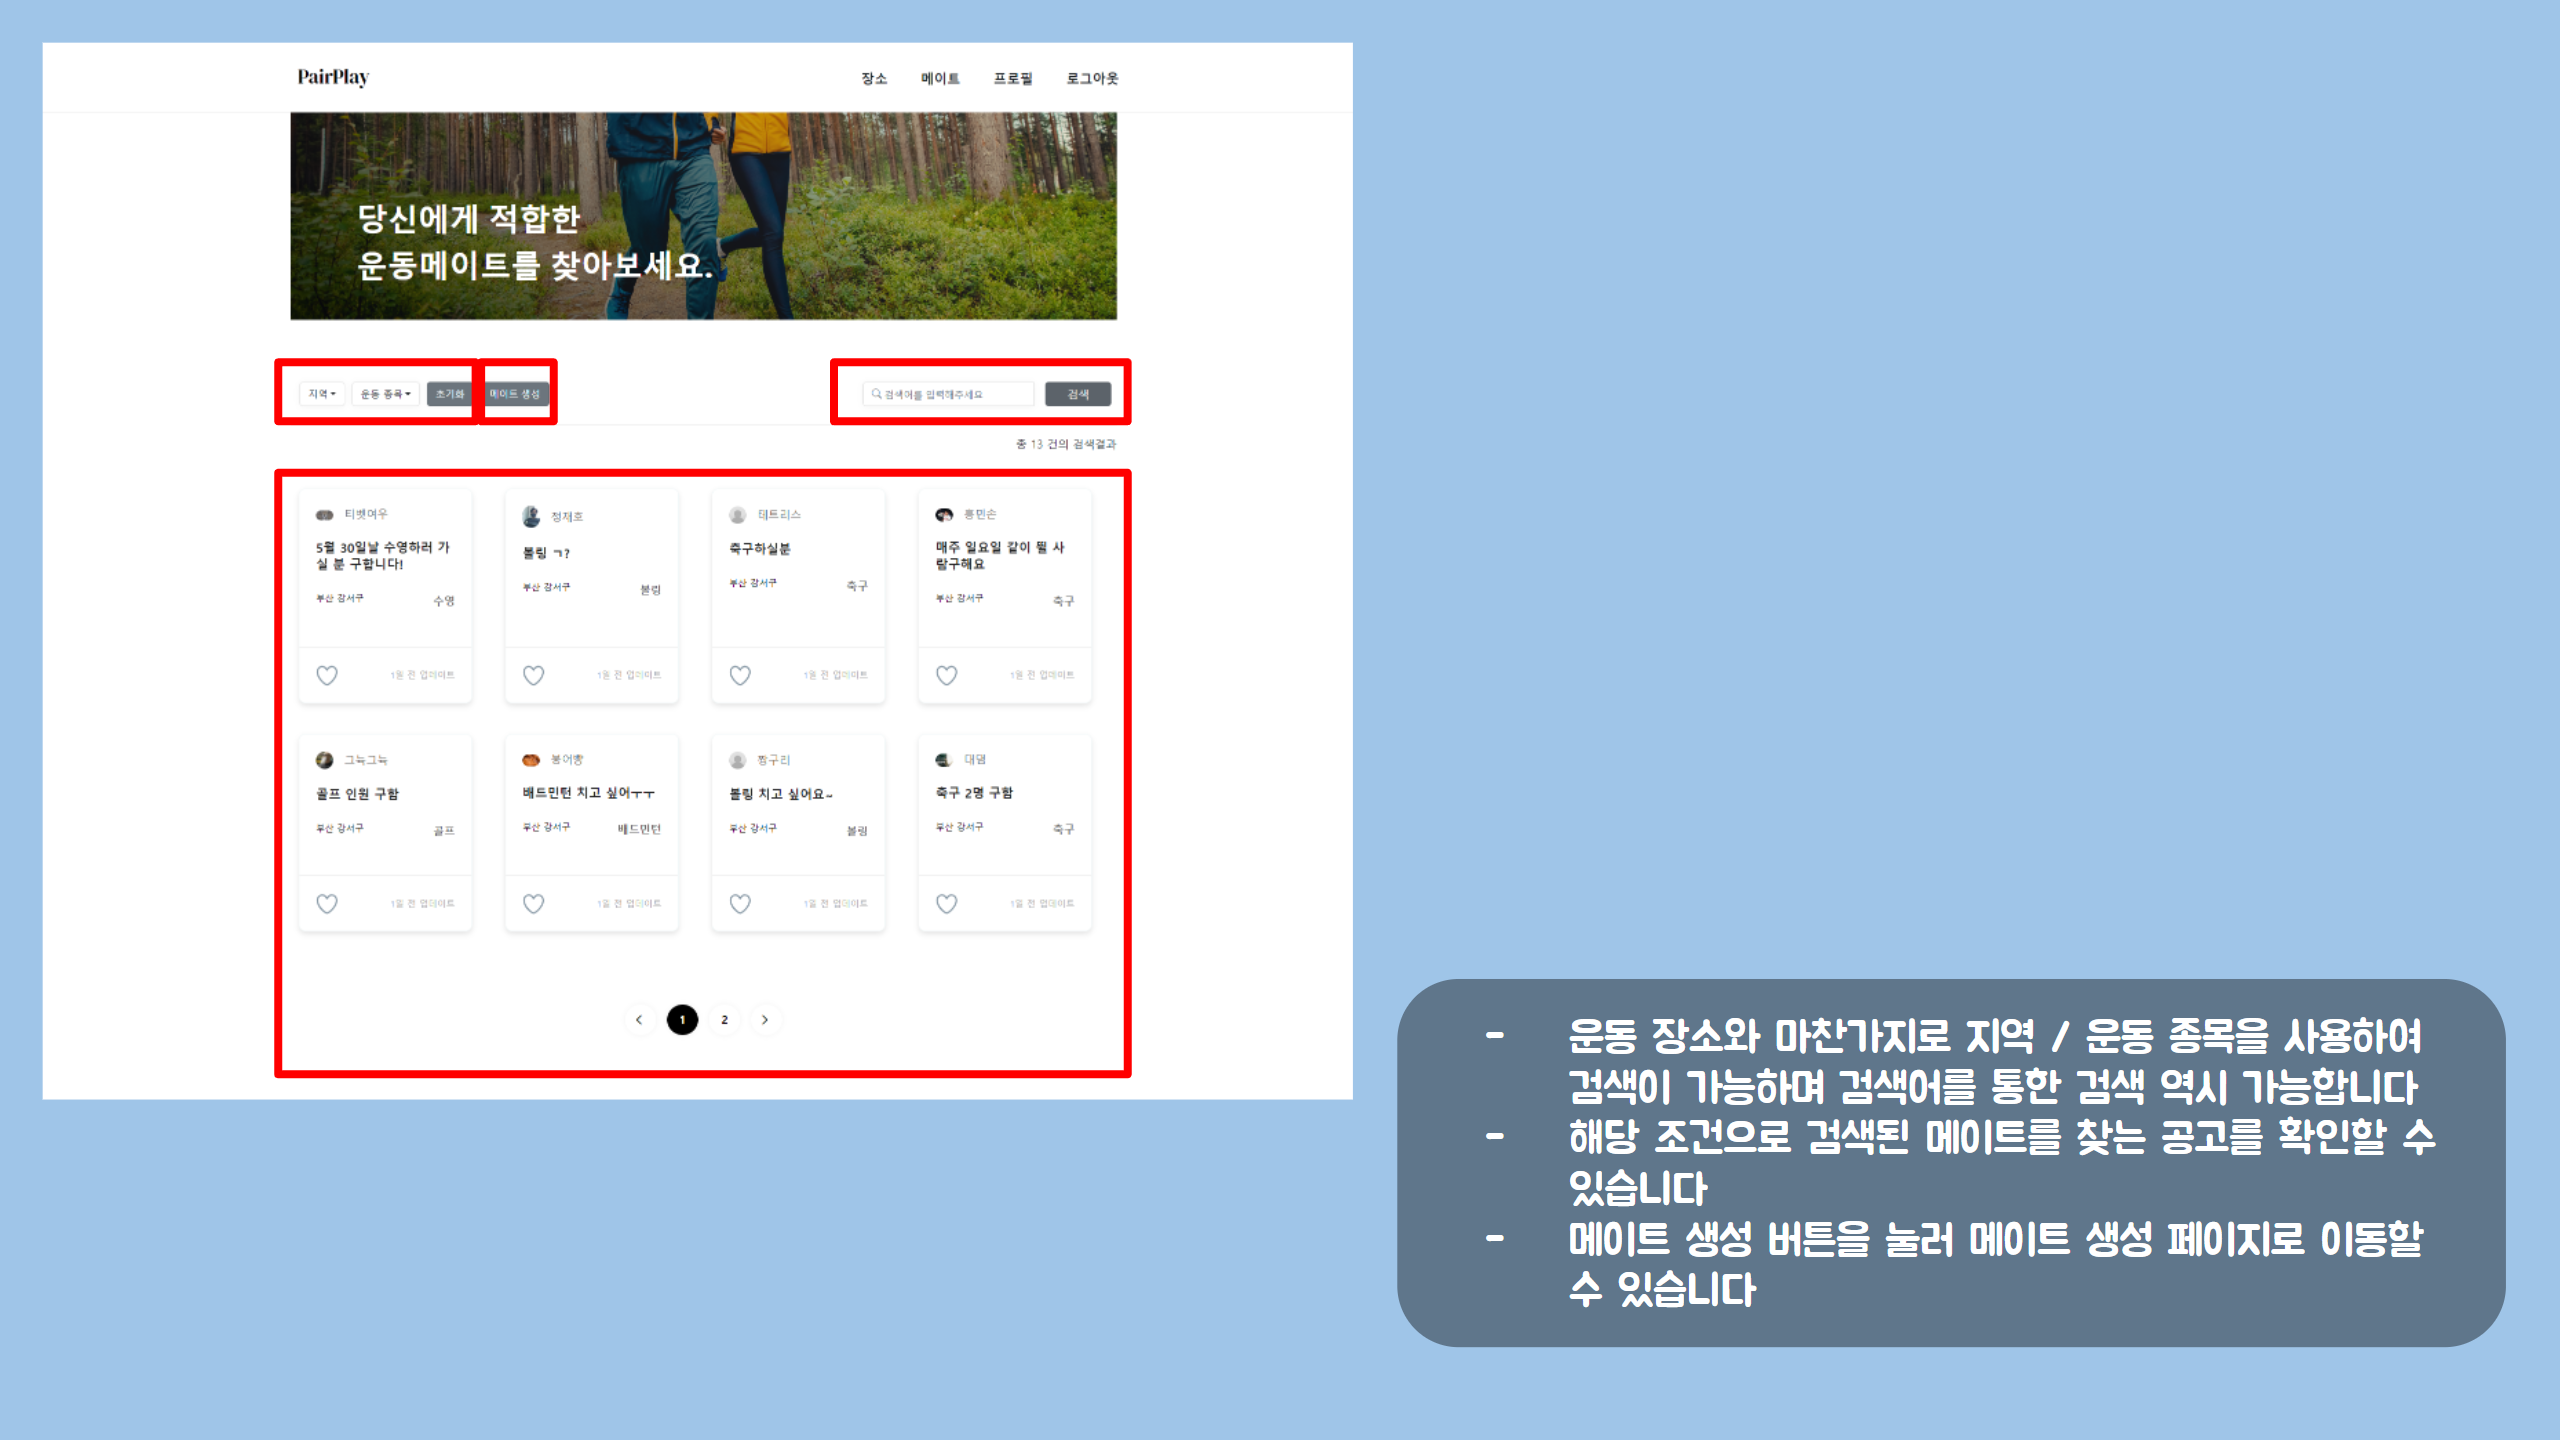 PairPlay
장소 메이트 프로필 로그아웃
당신에게 적합한
운동메이트를 찾아보세요.
지역 운동 종목 초기화 메이트 생성 검색어를 입력해주세요 검색
총 13 건의 검색결과
티벳여우 정재호 테트리스 흥민손
5월 30일날 수영하러 가
실 분 구합니다!
볼링 ㄱ?
축구하실분
매주 일요일 같이 뛸 사
람구해요
부산 강서구 수영 부산 강서구 볼링 부산 강서구 축구 부산 강서구 축구
1일 전 업데이트 1일 전 업데이트 1일 전 업데이트 1일 전 업데이트
그눅그눅 붕어빵 짱구리 대댐
골프 인원 구함 배드민턴 치고 싶어ㅜㅜ 볼링 치고 싶어요~ 축구 2명 구함
부산 강서구 골프 부산 강서구 배드민턴 부산 강서구 볼링 부산 강서구 축구
1일 전 업데이트 1일 전 업데이트 1일 전 업데이트 1일 전 업데이트
< 1 2 >
- 운동 장소와 마찬가지로 지역 / 운동 종목을 사용하여
검색이 가능하며 검색어를 통한 검색 역시 가능합니다
- 해당 조건으로 검색된 메이트를 찾는 공고를 확인할 수
있습니다
- 메이트 생성 버튼을 눌러 메이트 생성 페이지로 이동할
수 있습니다